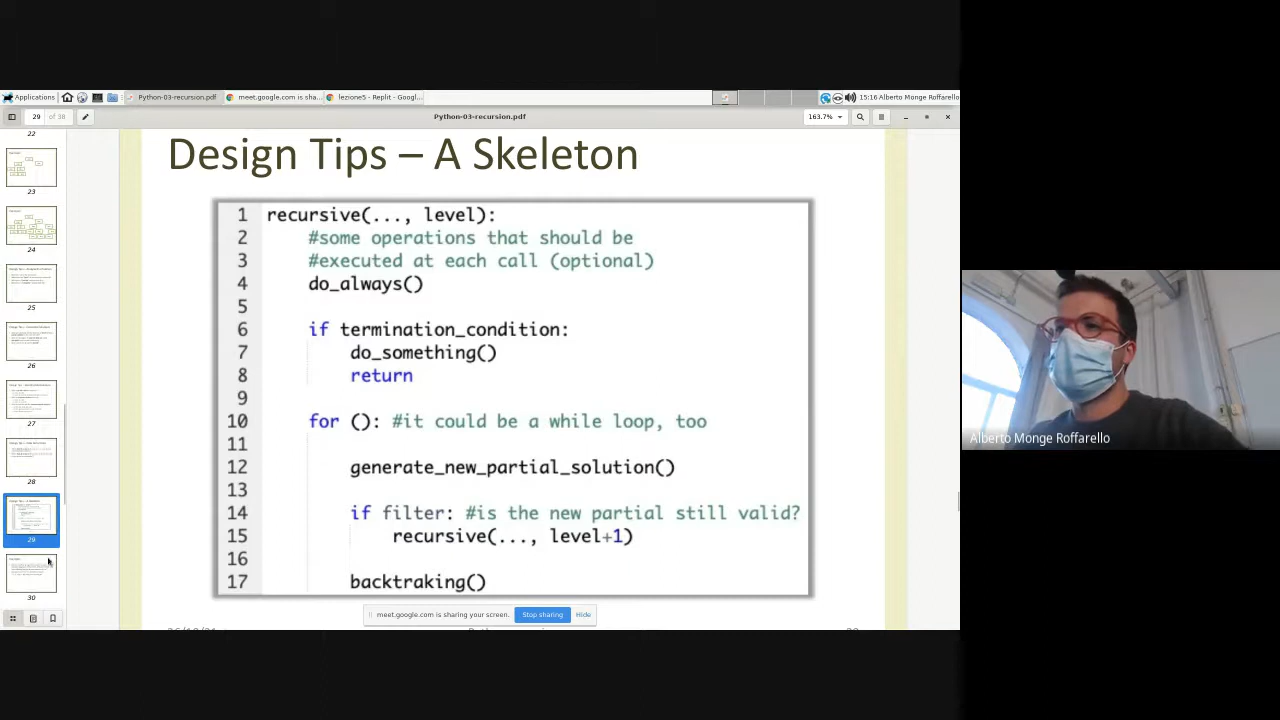 Applications
Python-03-recursion.pdf
meet.google.com is sha...
lezione5 - Replit - Googl...
15:16 Alberto Monge Roffarello
29 of 38
Python-03-recursion.pdf
163.7%
22
23
24
25
26
27
28
29
30
Design Tips – A Skeleton
1 recursive(..., level):
2 #some operations that should be
3 #executed at each call (optional)
4 do_always()
5
6 if termination_condition:
7 do_something()
8 return
9
10 for (): #it could be a while loop, too
11
12 generate_new_partial_solution()
13
14 if filter: #is the new partial still valid?
15 recursive(..., level+1)
16
17 backtraking()
meet.google.com is sharing your screen.
Stop sharing
Hide
Alberto Monge Roffarello